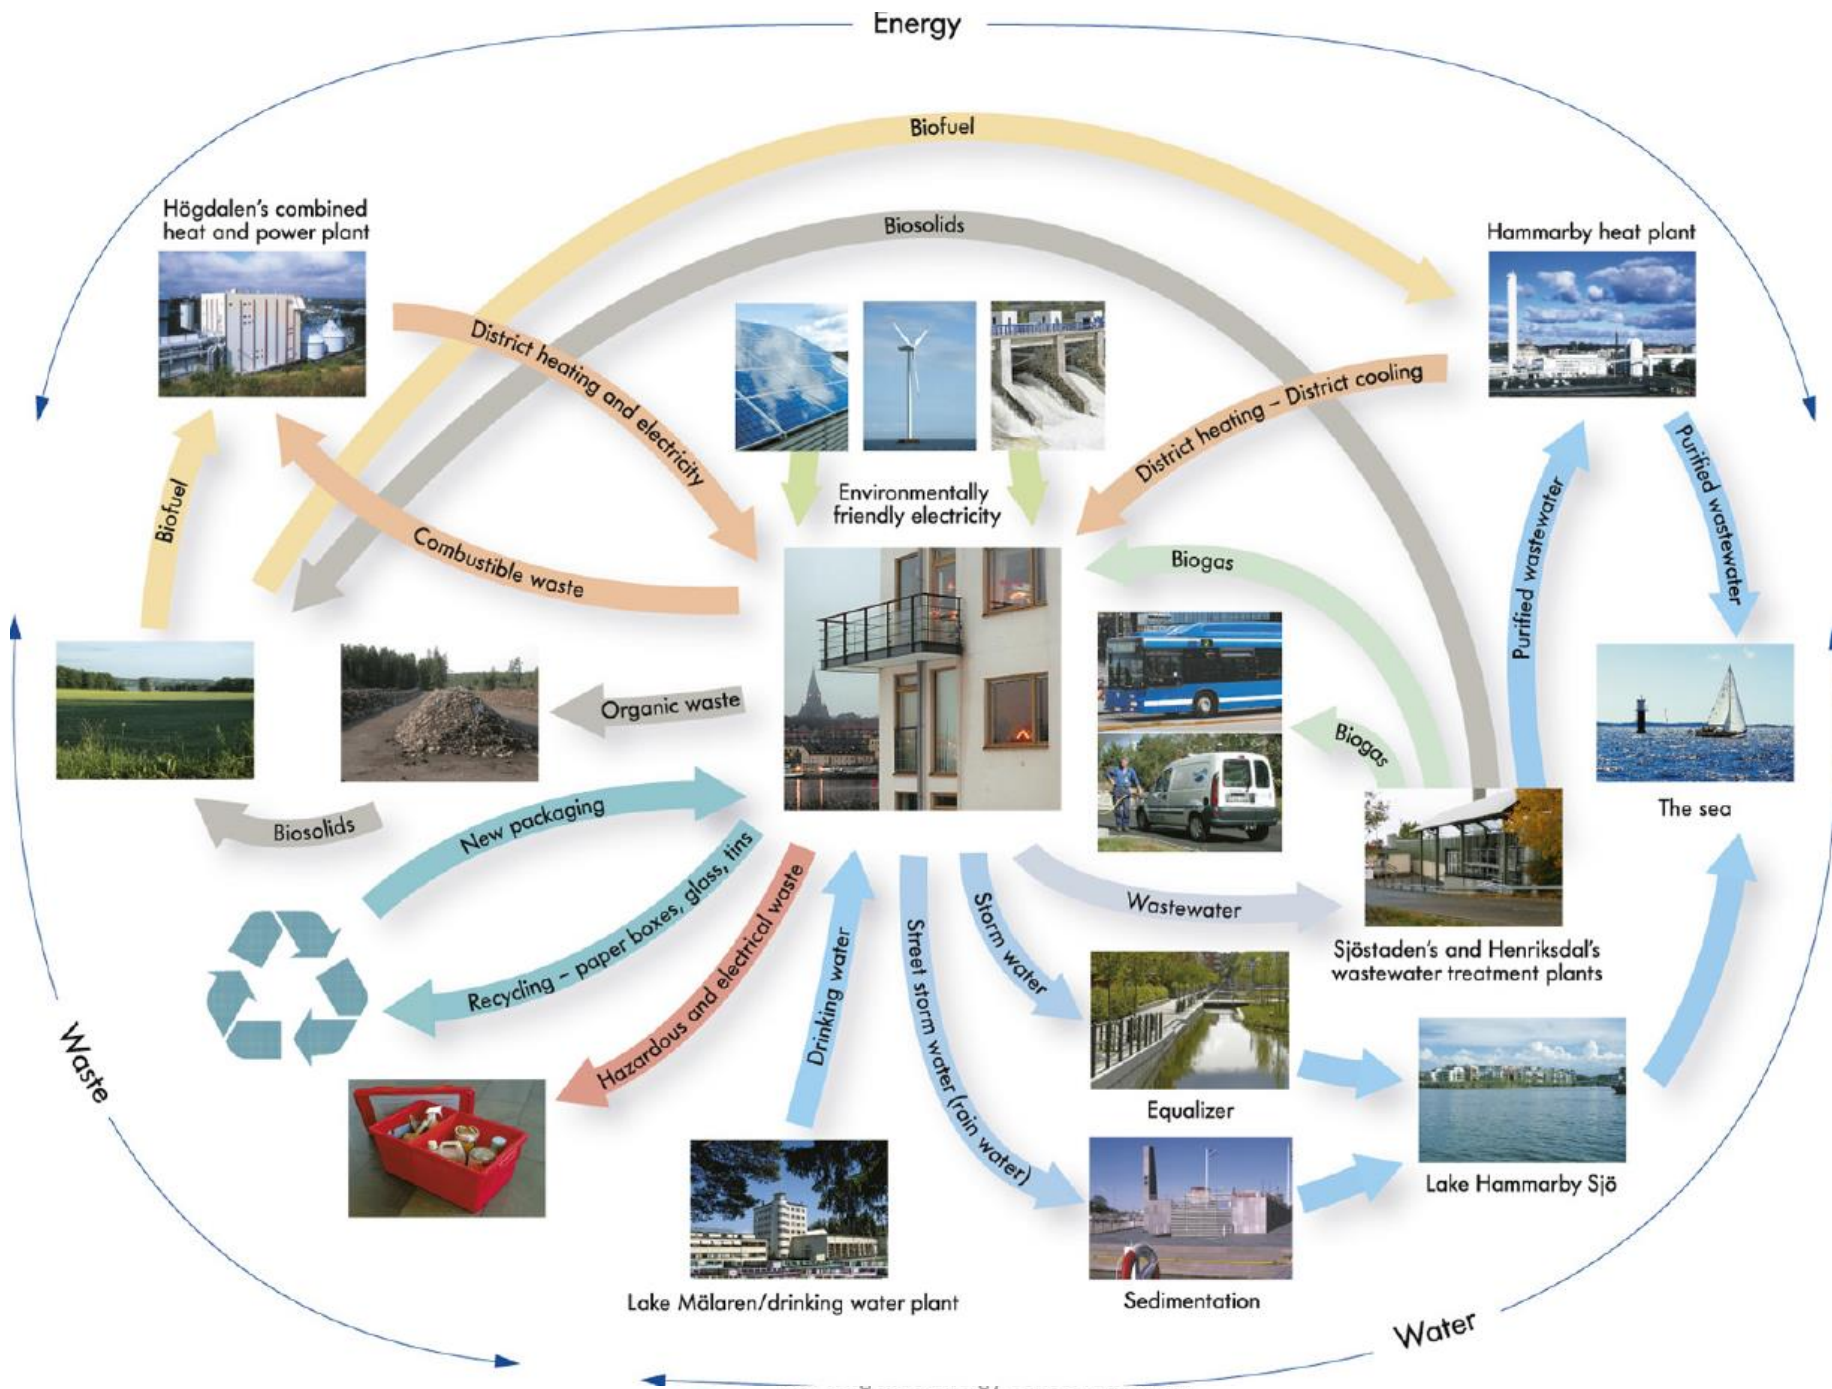 Energy
Biofuel
Högdalen's combined
heat and power plant
Biosolids
Hammarby heat plant
District heating and electricity
District heating – District cooling
Purified wastewater
Environmentally
friendly electricity
Biofuel
Combustible waste
Biogas
Purified wastewater
Organic waste
Biogas
New packaging
Biosolids
The sea
Recycling – paper boxes, glass, tins
Hazardous and electrical waste
Drinking water
Street storm water (rain water)
Storm water
Wastewater
Sjöstaden's and Henriksdal's
wastewater treatment plants
Waste
Equalizer
Lake Hammarby Sjö
Lake Mälaren/drinking water plant
Sedimentation
Water